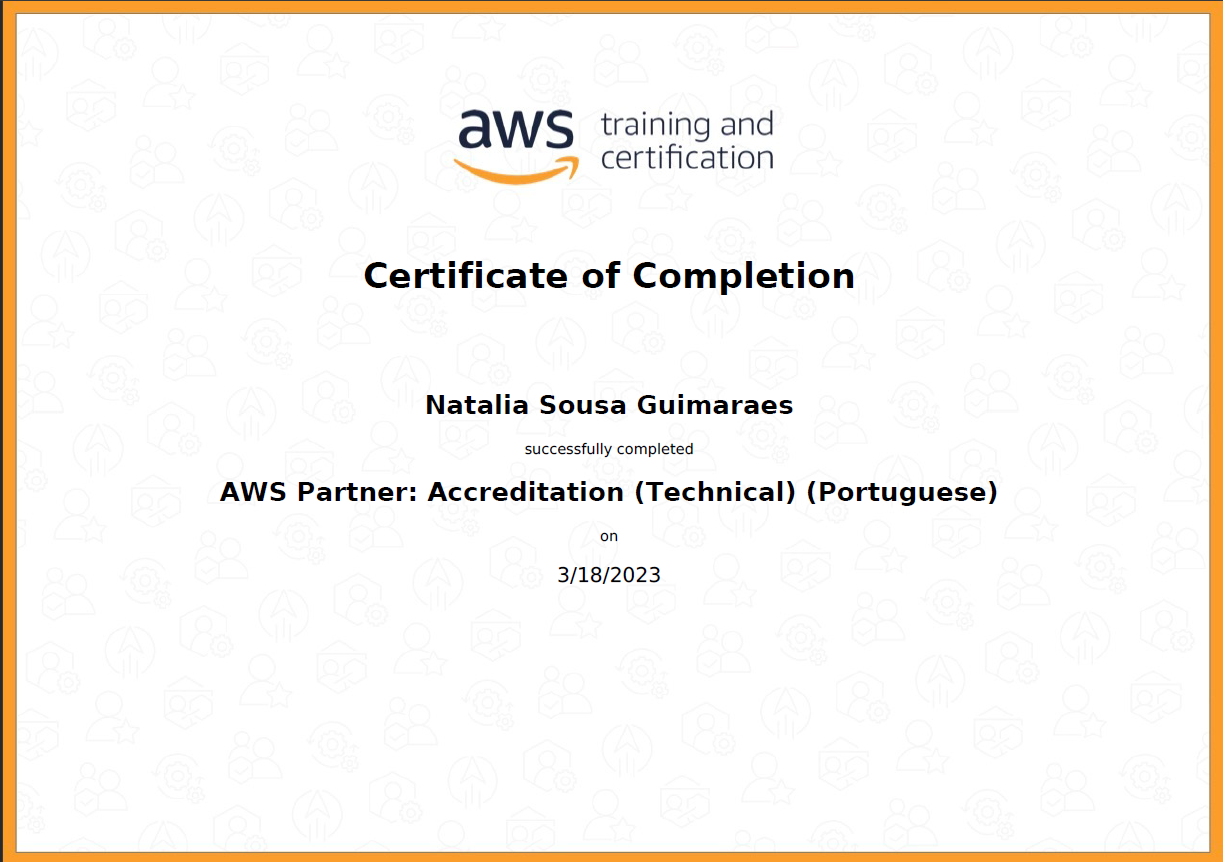 aws training and
certification
Certificate of Completion
Natalia Sousa Guimaraes
successfully completed
AWS Partner: Accreditation (Technical) (Portuguese)
on
3/18/2023